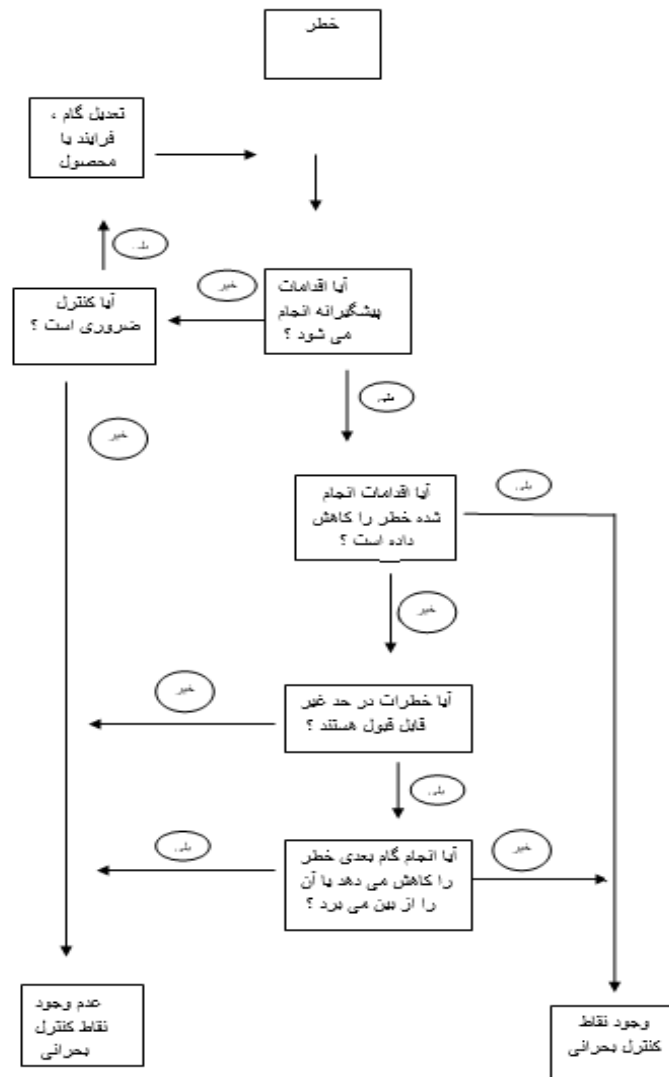 خطر
تعدیل گام ،
فرایند یا
محصول
بلی
آیا اقدامات
پیشگیرانه انجام
می شود ؟
خیر
آیا کنترل
ضروری است ؟
بلی
خیر
آیا اقدامات انجام
شده خطر را کاهش
داده است ؟
بلی
خیر
آیا خطرات در حد غیر
قابل قبول هستند ؟
خیر
بلی
آیا انجام گام بعدی خطر
را کاهش می دهد یا آن
را از بین می برد ؟
خیر
بلی
عدم وجود
نقاط کنترل
بحرانی
وجود نقاط
کنترل بحرانی